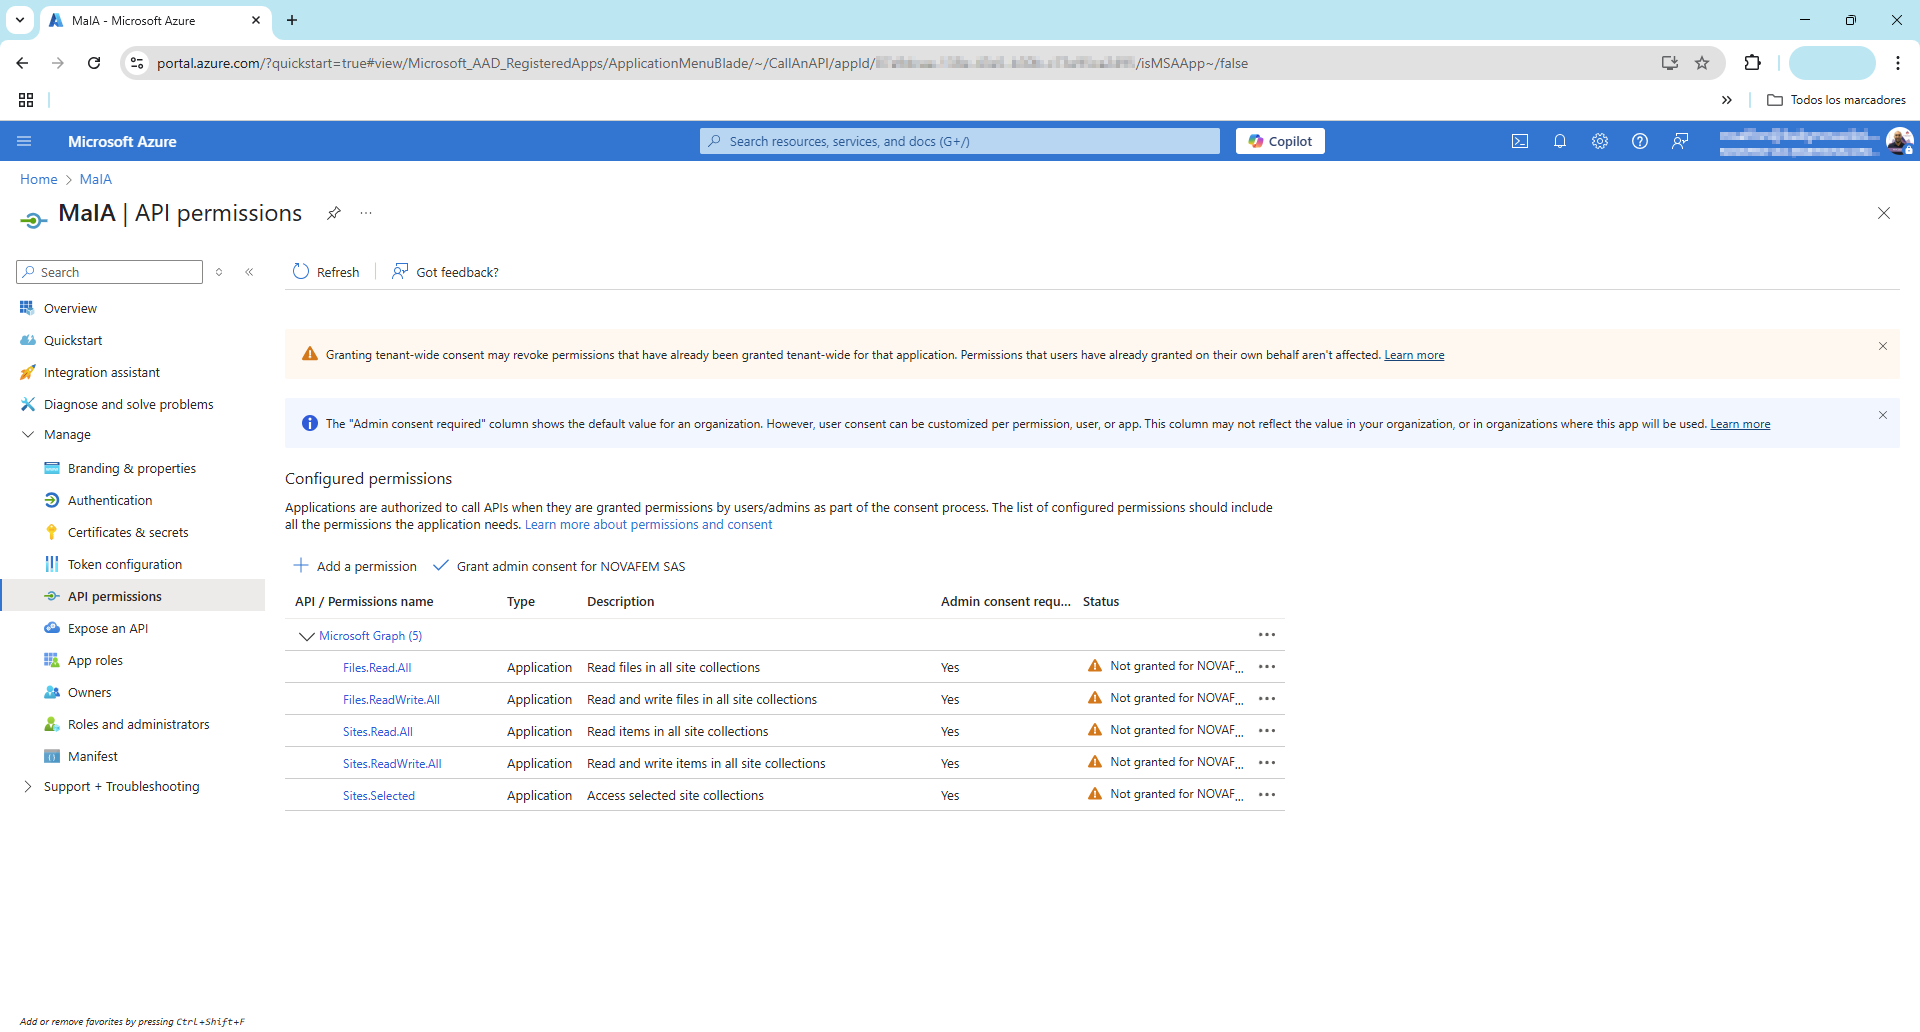 MaIA - Microsoft Azure
portal.azure.com/?quickstart=true#view/Microsoft_AAD_RegisteredApps/ApplicationMenuBlade/~/CallAnAPI/appId/ /isMSAApp~/false
Todos los marcadores
Microsoft Azure
Search resources, services, and docs (G+/)
Copilot
Home > MaIA
MaIA | API permissions
Search
Refresh
Got feedback?
Overview
Quickstart
Integration assistant
Diagnose and solve problems
Manage
Branding & properties
Authentication
Certificates & secrets
Token configuration
API permissions
Expose an API
App roles
Owners
Roles and administrators
Manifest
Support + Troubleshooting
Granting tenant-wide consent may revoke permissions that have already been granted tenant-wide for that application. Permissions that users have already granted on their own behalf aren't affected. Learn more
The "Admin consent required" column shows the default value for an organization. However, user consent can be customized per permission, user, or app. This column may not reflect the value in your organization, or in organizations where this app will be used. Learn more
Configured permissions
Applications are authorized to call APIs when they are granted permissions by users/admins as part of the consent process. The list of configured permissions should include
all the permissions the application needs. Learn more about permissions and consent
Add a permission
Grant admin consent for NOVAFEM SAS
API / Permissions name Type Description Admin consent requ... Status
Microsoft Graph (5)
Files.Read.All Application Read files in all site collections Yes Not granted for NOVAF...
Files.ReadWrite.All Application Read and write files in all site collections Yes Not granted for NOVAF...
Sites.Read.All Application Read items in all site collections Yes Not granted for NOVAF...
Sites.ReadWrite.All Application Read and write items in all site collections Yes Not granted for NOVAF...
Sites.Selected Application Access selected site collections Yes Not granted for NOVAF...
Add or remove favorites by pressing Ctrl+Shift+F